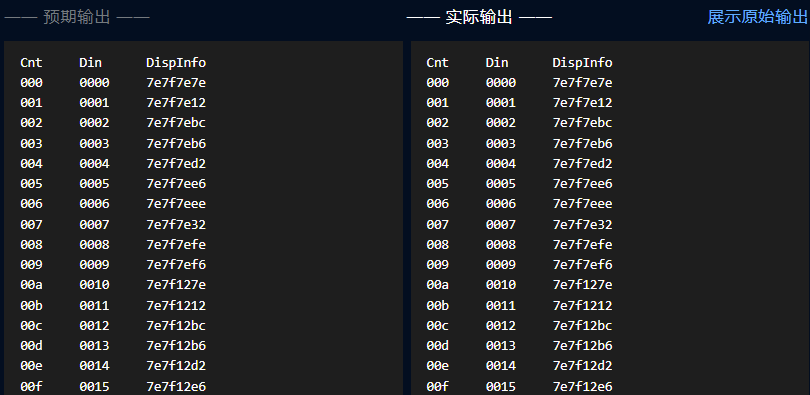 —— 预期输出 ——
—— 实际输出 ——
展示原始输出
Cnt Din DispInfo
000 0000 7e7f7e7e
001 0001 7e7f7e12
002 0002 7e7f7ebc
003 0003 7e7f7eb6
004 0004 7e7f7ed2
005 0005 7e7f7ee6
006 0006 7e7f7eee
007 0007 7e7f7e32
008 0008 7e7f7efe
009 0009 7e7f7ef6
00a 0010 7e7f127e
00b 0011 7e7f1212
00c 0012 7e7f12bc
00d 0013 7e7f12b6
00e 0014 7e7f12d2
00f 0015 7e7f12e6
Cnt Din DispInfo
000 0000 7e7f7e7e
001 0001 7e7f7e12
002 0002 7e7f7ebc
003 0003 7e7f7eb6
004 0004 7e7f7ed2
005 0005 7e7f7ee6
006 0006 7e7f7eee
007 0007 7e7f7e32
008 0008 7e7f7efe
009 0009 7e7f7ef6
00a 0010 7e7f127e
00b 0011 7e7f1212
00c 0012 7e7f12bc
00d 0013 7e7f12b6
00e 0014 7e7f12d2
00f 0015 7e7f12e6